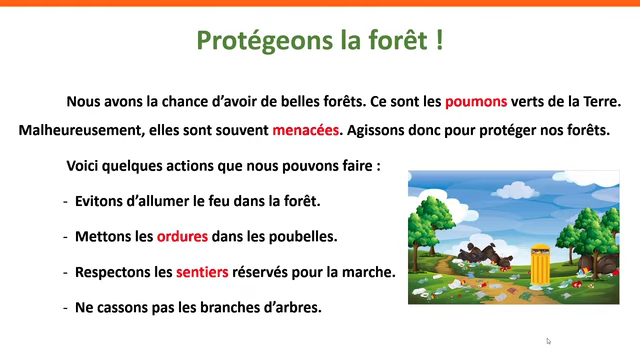 Protégeons la forêt !
Nous avons la chance d’avoir de belles forêts. Ce sont les poumons verts de la Terre.
Malheureusement, elles sont souvent menacées. Agissons donc pour protéger nos forêts.
Voici quelques actions que nous pouvons faire :
- Evitons d’allumer le feu dans la forêt.
- Mettons les ordures dans les poubelles.
- Respectons les sentiers réservés pour la marche.
- Ne cassons pas les branches d’arbres.